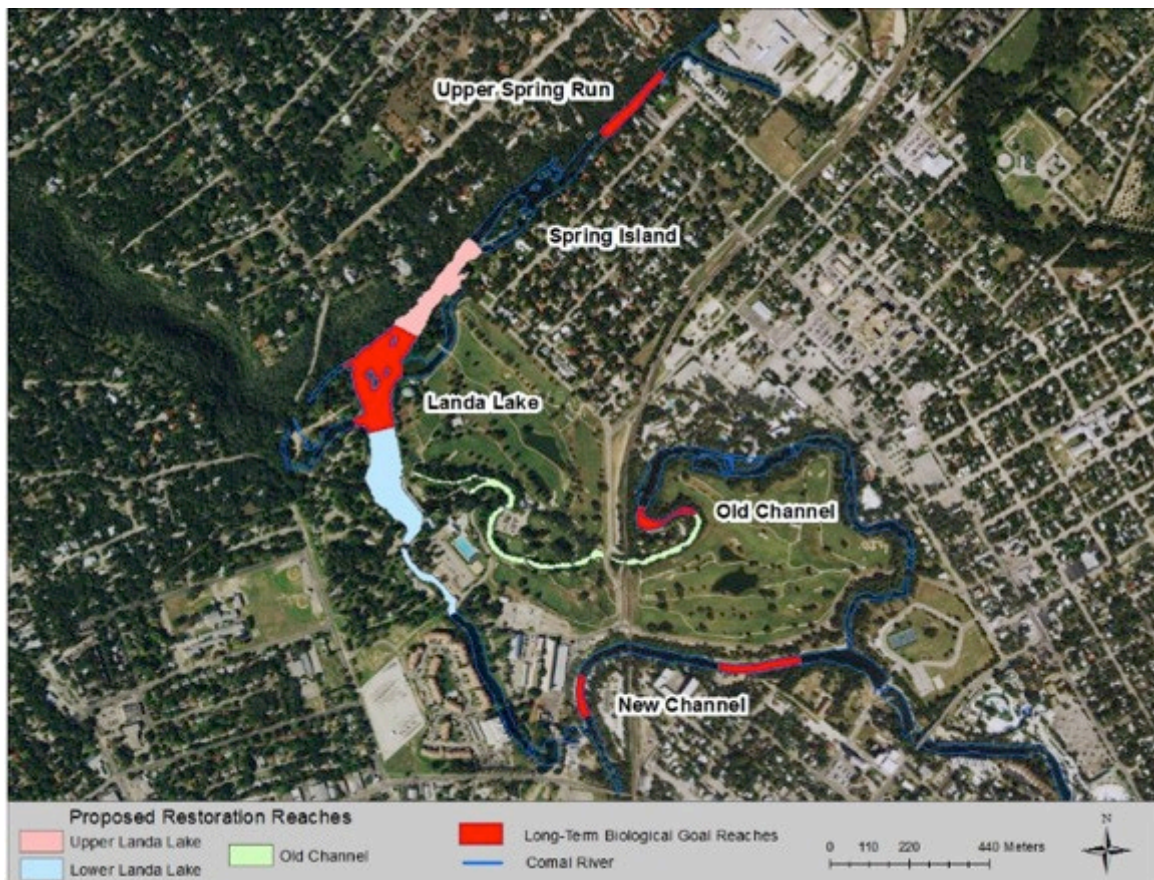 Upper Spring Run
Spring Island
Landa Lake
Old Channel
New Channel
Proposed Restoration Reaches
Upper Landa Lake
Lower Landa Lake
Old Channel
Long-Term Biological Goal Reaches
Comal River
N
0 110 220 440 Meters